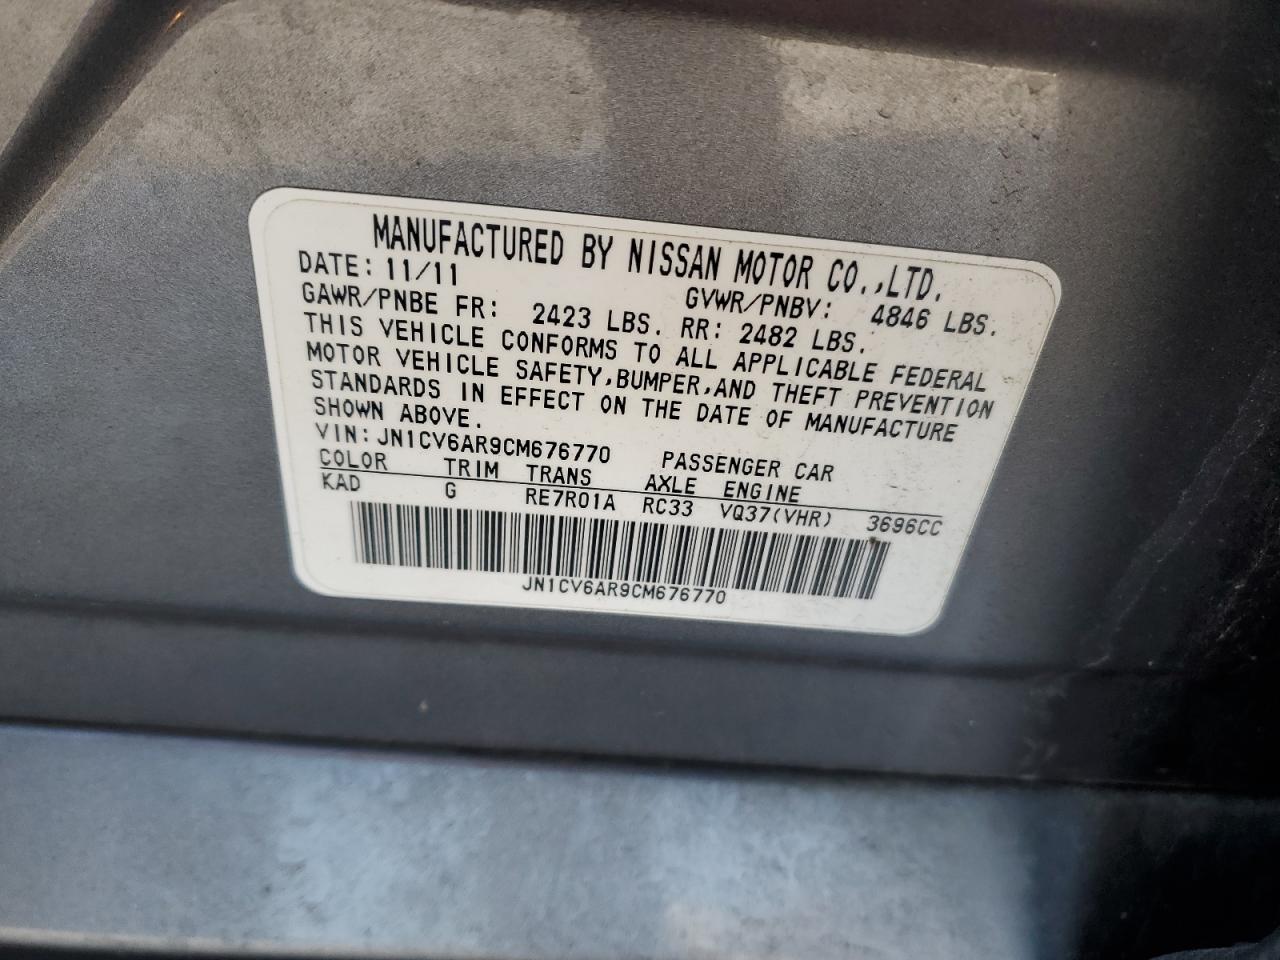 MANUFACTURED BY NISSAN MOTOR CO.,LTD.
DATE: 11/11 GVWR/PNBV: 4846 LBS.
GAWR/PNBE FR: 2423 LBS. RR: 2482 LBS.
THIS VEHICLE CONFORMS TO ALL APPLICABLE FEDERAL
MOTOR VEHICLE SAFETY,BUMPER,AND THEFT PREVENTION
STANDARDS IN EFFECT ON THE DATE OF MANUFACTURE
SHOWN ABOVE.
VIN: JN1CV6AR9CM676770 PASSENGER CAR
COLOR TRIM TRANS AXLE ENGINE
KAD G RE7R01A RC33 VQ37(VHR) 3696CC
JN1CV6AR9CM676770